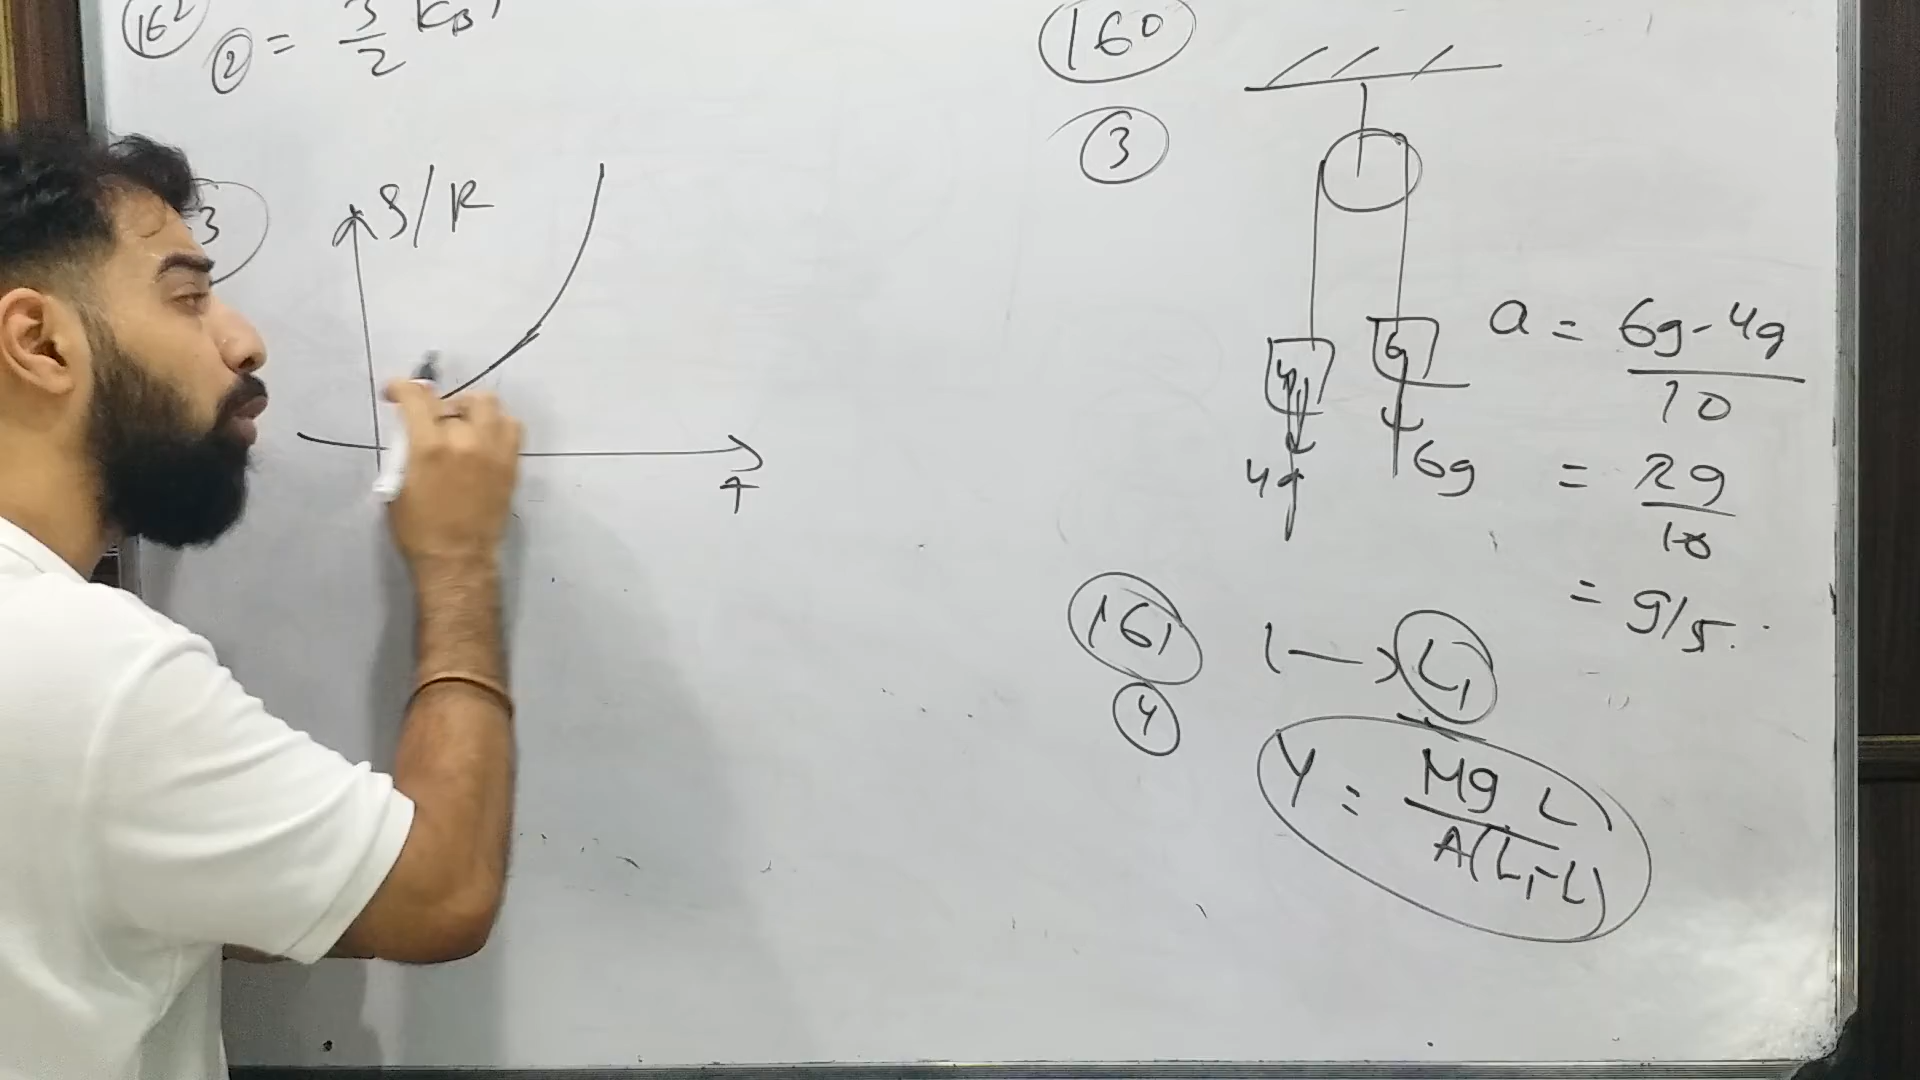 162
② = 3/2 KBT
3
S/R
T
160
③
4
6
4g
6g
a = 6g-4g/10
= 2g/10
= g/5.
161
④
l → L1
Y = Mg L/A(L1-L)